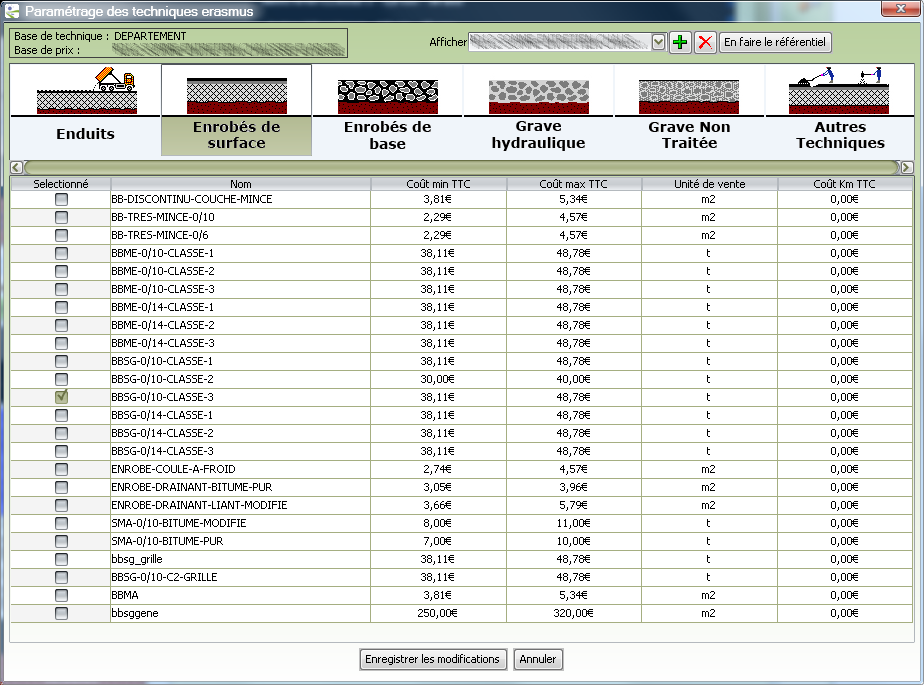 Paramétrage des techniques erasmus
Base de technique : DEPARTEMENT
Base de prix :
Afficher
En faire le référentiel
Enduits
Enrobés de surface
Enrobés de base
Grave hydraulique
Grave Non Traitée
Autres Techniques
Selectionné Nom Coût min TTC Coût max TTC Unité de vente Coût Km TTC
BB-DISCONTINU-COUCHE-MINCE 3,81€ 5,34€ m2 0,00€
BB-TRES-MINCE-0/10 2,29€ 4,57€ m2 0,00€
BB-TRES-MINCE-0/6 2,29€ 4,57€ m2 0,00€
BBME-0/10-CLASSE-1 38,11€ 48,78€ t 0,00€
BBME-0/10-CLASSE-2 38,11€ 48,78€ t 0,00€
BBME-0/10-CLASSE-3 38,11€ 48,78€ t 0,00€
BBME-0/14-CLASSE-1 38,11€ 48,78€ t 0,00€
BBME-0/14-CLASSE-2 38,11€ 48,78€ t 0,00€
BBME-0/14-CLASSE-3 38,11€ 48,78€ t 0,00€
BBSG-0/10-CLASSE-1 38,11€ 48,78€ t 0,00€
BBSG-0/10-CLASSE-2 30,00€ 40,00€ t 0,00€
BBSG-0/10-CLASSE-3 38,11€ 48,78€ t 0,00€
BBSG-0/14-CLASSE-1 38,11€ 48,78€ t 0,00€
BBSG-0/14-CLASSE-2 38,11€ 48,78€ t 0,00€
BBSG-0/14-CLASSE-3 38,11€ 48,78€ t 0,00€
ENROBE-COULE-A-FROID 2,74€ 4,57€ m2 0,00€
ENROBE-DRAINANT-BITUME-PUR 3,05€ 3,96€ m2 0,00€
ENROBE-DRAINANT-LIANT-MODIFIE 3,66€ 5,79€ m2 0,00€
SMA-0/10-BITUME-MODIFIE 8,00€ 11,00€ t 0,00€
SMA-0/10-BITUME-PUR 7,00€ 10,00€ t 0,00€
bbsg_grille 38,11€ 48,78€ t 0,00€
BBSG-0/10-C2-GRILLE 38,11€ 48,78€ t 0,00€
BBMA 3,81€ 5,34€ m2 0,00€
bbsggene 250,00€ 320,00€ m2 0,00€
Enregistrer les modifications
Annuler